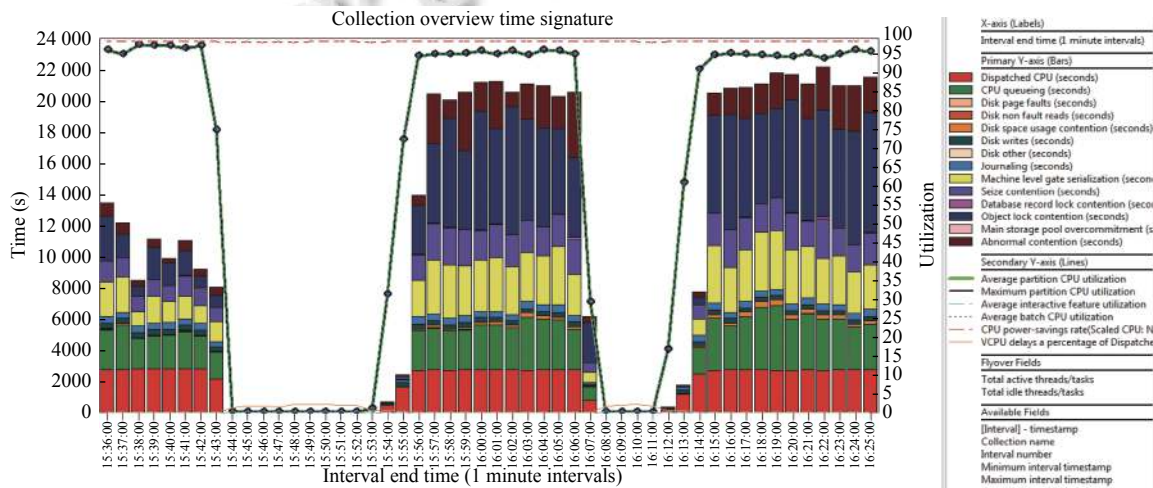 Collection overview time signature
24 000
22 000
20 000
18 000
16 000
14 000
12 000
10 000
8000
6000
4000
2000
0
Time (s)
100
95
90
85
80
75
70
65
60
55
50
45
40
35
30
25
20
15
10
5
0
Utilization
15:36:00
15:37:00
15:38:00
15:39:00
15:40:00
15:41:00
15:42:00
15:43:00
15:44:00
15:45:00
15:46:00
15:47:00
15:48:00
15:49:00
15:50:00
15:51:00
15:52:00
15:53:00
15:54:00
15:55:00
15:56:00
15:57:00
15:58:00
15:59:00
16:00:00
16:01:00
16:02:00
16:03:00
16:04:00
16:05:00
16:06:00
16:07:00
16:08:00
16:09:00
16:10:00
16:11:00
16:12:00
16:13:00
16:14:00
16:15:00
16:16:00
16:17:00
16:18:00
16:19:00
16:20:00
16:21:00
16:22:00
16:23:00
16:24:00
16:25:00
Interval end time (1 minute intervals)
X-axis (Labels)
Interval end time (1 minute intervals)
Primary Y-axis (Bars)
Dispatched CPU (seconds)
CPU queueing (seconds)
Disk page faults (seconds)
Disk non fault reads (seconds)
Disk space usage contention (seconds)
Disk writes (seconds)
Disk other (seconds)
Journaling (seconds)
Machine level gate serialization (secon
Seize contention (seconds)
Database record lock contention (secon
Object lock contention (seconds)
Main storage pool overcommitment (s
Abnormal contention (seconds)
Secondary Y-axis (Lines)
Average partition CPU utilization
Maximum partition CPU utilization
Average interactive feature utilization
Average batch CPU utilization
CPU power-savings rate(Scaled CPU: N
VCPU delays a percentage of Dispatche
Flyover Fields
Total active threads/tasks
Total idle threads/tasks
Available Fields
[Interval] - timestamp
Collection name
Interval number
Minimum interval timestamp
Maximum interval timestamp